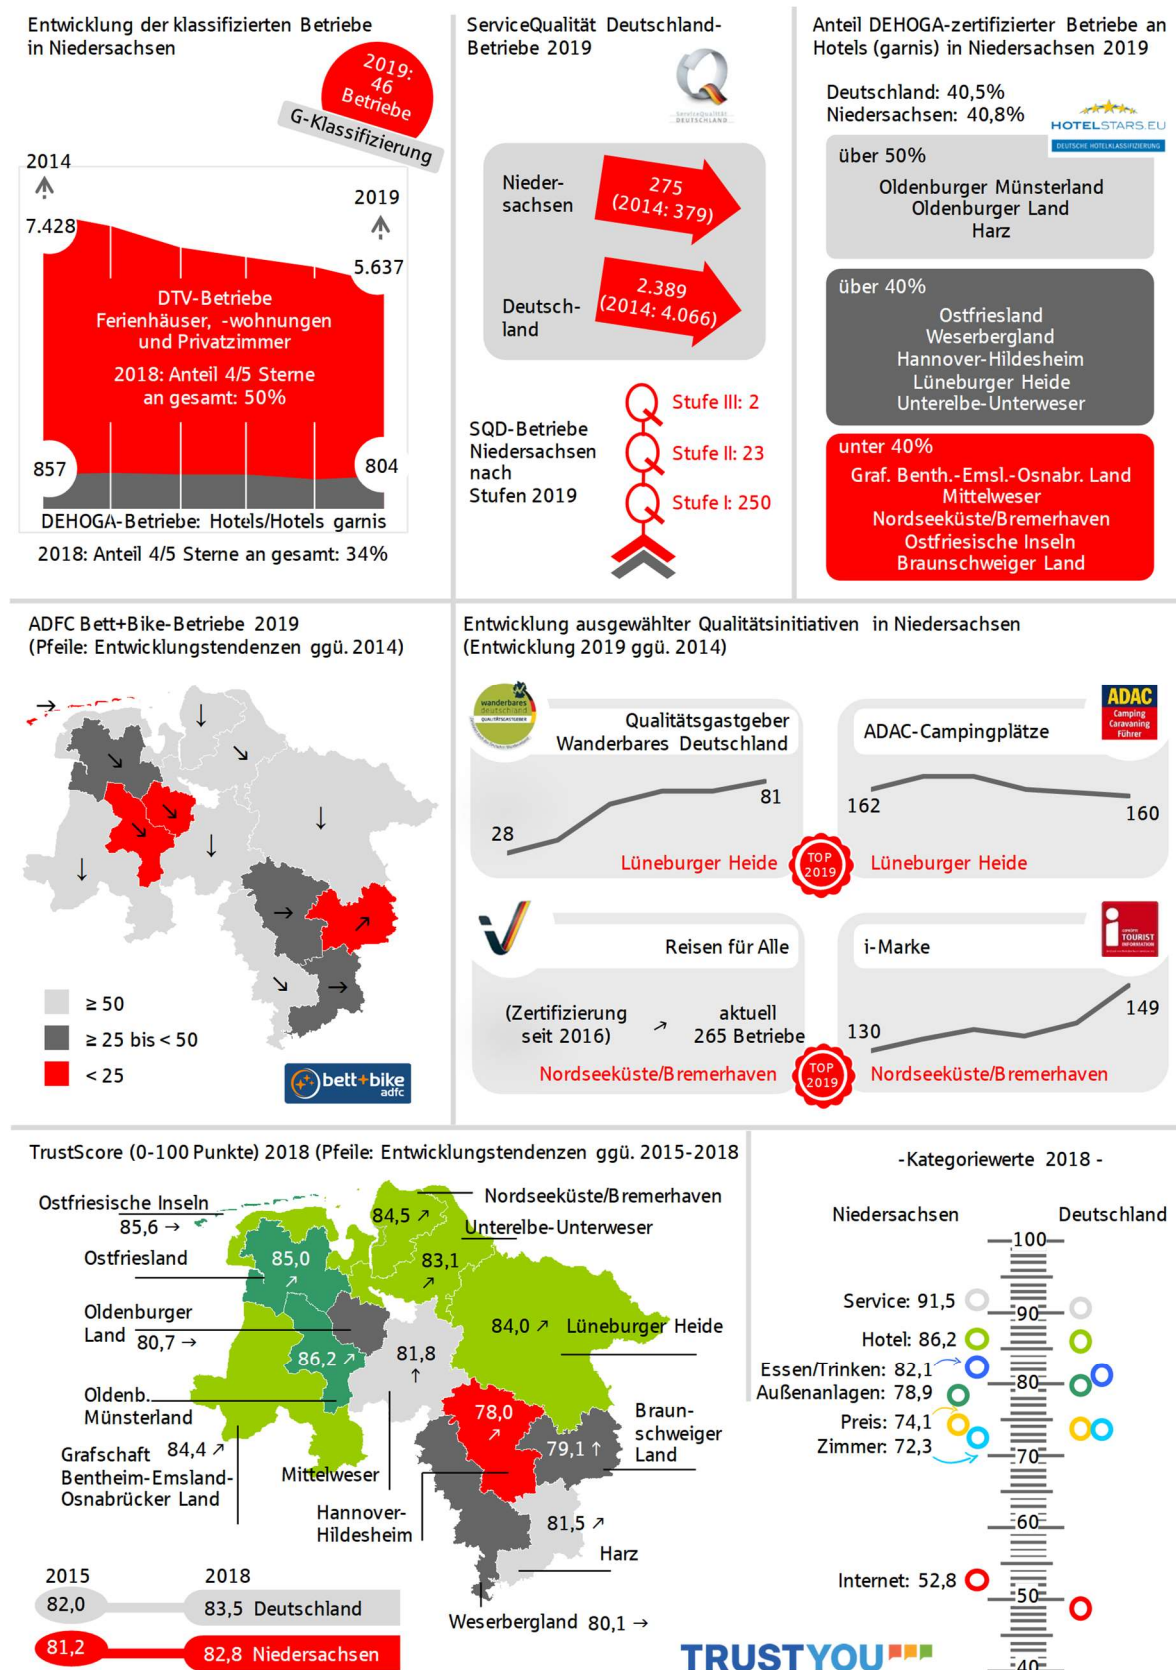 Entwicklung der klassifizierten Betriebe
in Niedersachsen
2019:
46
Betriebe
G-Klassifizierung
2014
2019
7.428
5.637
DTV-Betriebe
Ferienhäuser, -wohnungen
und Privatzimmer
2018: Anteil 4/5 Sterne
an gesamt: 50%
857
804
DEHOGA-Betriebe: Hotels/Hotels garnis
2018: Anteil 4/5 Sterne an gesamt: 34%
ServiceQualität Deutschland-
Betriebe 2019
ServiceQualität
DEUTSCHLAND
Nieder-
sachsen
275
(2014: 379)
Deutsch-
land
2.389
(2014: 4.066)
SQD-Betriebe
Niedersachsen
nach
Stufen 2019
Stufe III: 2
Stufe II: 23
Stufe I: 250
Anteil DEHOGA-zertifizierter Betriebe an
Hotels (garnis) in Niedersachsen 2019
Deutschland: 40,5%
Niedersachsen: 40,8%
HOTELSTARS.EU
DEUTSCHE HOTELKLASSIFIZIERUNG
über 50%
Oldenburger Münsterland
Oldenburger Land
Harz
über 40%
Ostfriesland
Weserbergland
Hannover-Hildesheim
Lüneburger Heide
Unterelbe-Unterweser
unter 40%
Graf. Benth.-Emsl.-Osnabr. Land
Mittelweser
Nordseeküste/Bremerhaven
Ostfriesische Inseln
Braunschweiger Land
ADFC Bett+Bike-Betriebe 2019
(Pfeile: Entwicklungstendenzen ggü. 2014)
≥ 50
≥ 25 bis < 50
< 25
bett+bike
adfc
Entwicklung ausgewählter Qualitätsinitiativen in Niedersachsen
(Entwicklung 2019 ggü. 2014)
wanderbares
deutschland
QUALITÄTSGASTGEBER
Qualitätsgastgeber
Wanderbares Deutschland
28
81
Lüneburger Heide
TOP
2019
ADAC-Campingplätze
ADAC
Camping
Caravaning
Führer
162
160
Lüneburger Heide
Reisen für Alle
(Zertifizierung
seit 2016)
↗
aktuell
265 Betriebe
Nordseeküste/Bremerhaven
TOP
2019
i-Marke
i
TOURIST
INFORMATION
130
149
Nordseeküste/Bremerhaven
TrustScore (0-100 Punkte) 2018 (Pfeile: Entwicklungstendenzen ggü. 2015-2018
Ostfriesische Inseln
85,6 →
Nordseeküste/Bremerhaven
84,5 ↗
Unterelbe-Unterweser
83,1
↗
Ostfriesland
85,0
↗
Oldenburger
Land
80,7 →
84,0 ↗ Lüneburger Heide
86,2 ↗
81,8
↑
Oldenb.
Münsterland
78,0
↗
Braun-
schweiger
Land
79,1 ↑
Grafschaft 84,4 ↗
Bentheim-Emsland-
Osnabrücker Land
Mittelweser
Hannover-
Hildesheim
81,5 ↗
Harz
Weserbergland 80,1 →
2015
2018
82,0
83,5 Deutschland
81,2
82,8 Niedersachsen
TRUSTYOU
-Kategoriewerte 2018 -
Niedersachsen
Deutschland
100
Service: 91,5
90
Hotel: 86,2
Essen/Trinken: 82,1
80
Außenanlagen: 78,9
Preis: 74,1
Zimmer: 72,3
70
60
Internet: 52,8
50
40